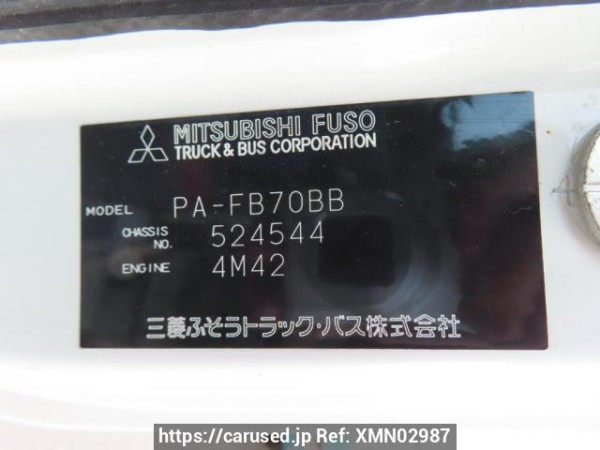 MITSUBISHI FUSO
TRUCK & BUS CORPORATION
MODEL PA-FB70BB
CHASSIS NO. 524544
ENGINE 4M42
三菱ふそうトラック・バス株式会社
https://carused.jp Ref: XMN02987